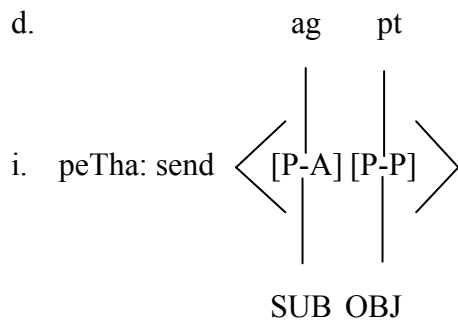 d. ag pt
i. peTha: send [P-A] [P-P]
SUB OBJ